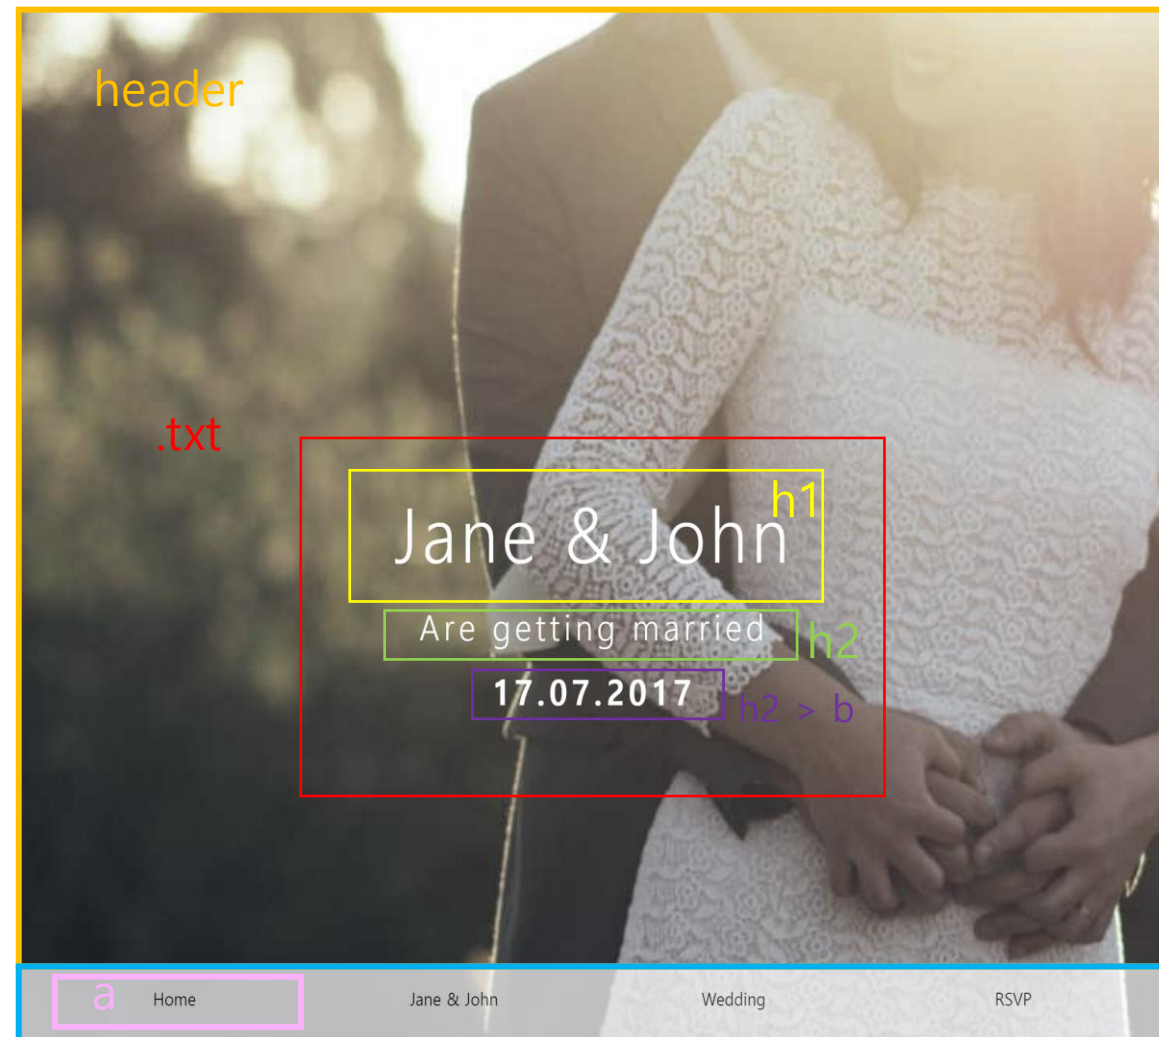 header
.txt
h1
Jane & John
Are getting married
h2
17.07.2017
h2 > b
a
Home Jane & John Wedding RSVP